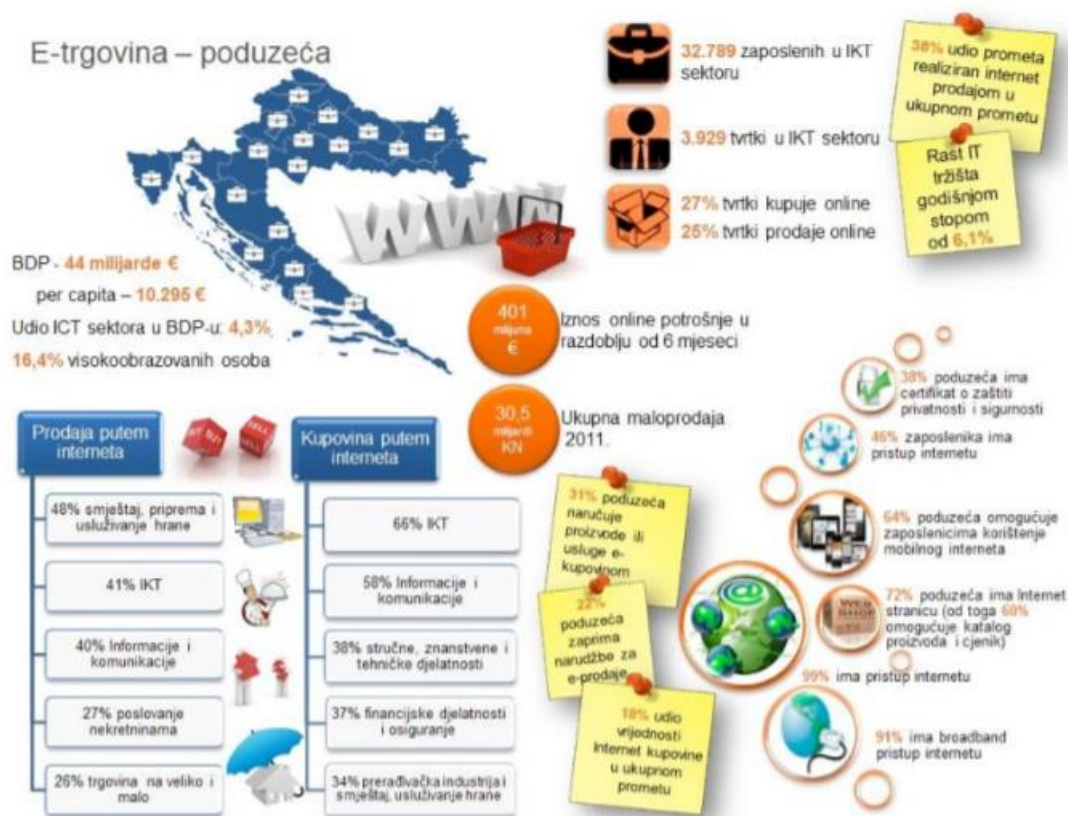 E-trgovina – poduzeća
32.789 zaposlenih u IKT
sektoru
3.929 tvrtki u IKT sektoru
27% tvrtki kupuje online
25% tvrtki prodaje online
38% udio prometa
realiziran internet
prodajom u
ukupnom prometu
Rast IT
tržišta
godišnjom
stopom
od 6,1%
WWW
BDP - 44 milijarde €
per capita – 10.295 €
Udio ICT sektora u BDP-u: 4,3%,
16,4% visokoobrazovanih osoba
401
milijuna
€
Iznos online potrošnje u
razdoblju od 6 mjeseci
30,5
milijardi
KN
Ukupna maloprodaja
2011.
Prodaja putem
interneta
BUY
SELL
SELL
48% smještaj, priprema i
usluživanje hrane
41% IKT
40% Informacije i
komunikacije
27% poslovanje
nekretninama
26% trgovina na veliko i
malo
Kupovina putem
interneta
66% IKT
58% Informacije i
komunikacije
38% stručne, znanstvene i
tehničke djelatnosti
37% financijske djelatnosti
i osiguranje
34% prerađivačka industrija i
smještaj, usluživanje hrane
31% poduzeća
naručuje
proizvode ili
usluge e-
kupovinom
22%
poduzeća
zaprima
narudžbe za
e-prodaje
18% udio
vrijednosti
Internet kupovine
u ukupnom
prometu
38% poduzeća ima
certifikat o zaštiti
privatnosti i sigurnosti
46% zaposlenika ima
pristup internetu
64% poduzeća omogućuje
zaposlenicima korištenje
mobilnog interneta
@
WEB
SHOP
72% poduzeća ima Internet
stranicu (od toga 60%
omogućuje katalog
proizvoda i cjenik)
99% ima pristup internetu
91% ima broadband
pristup internetu